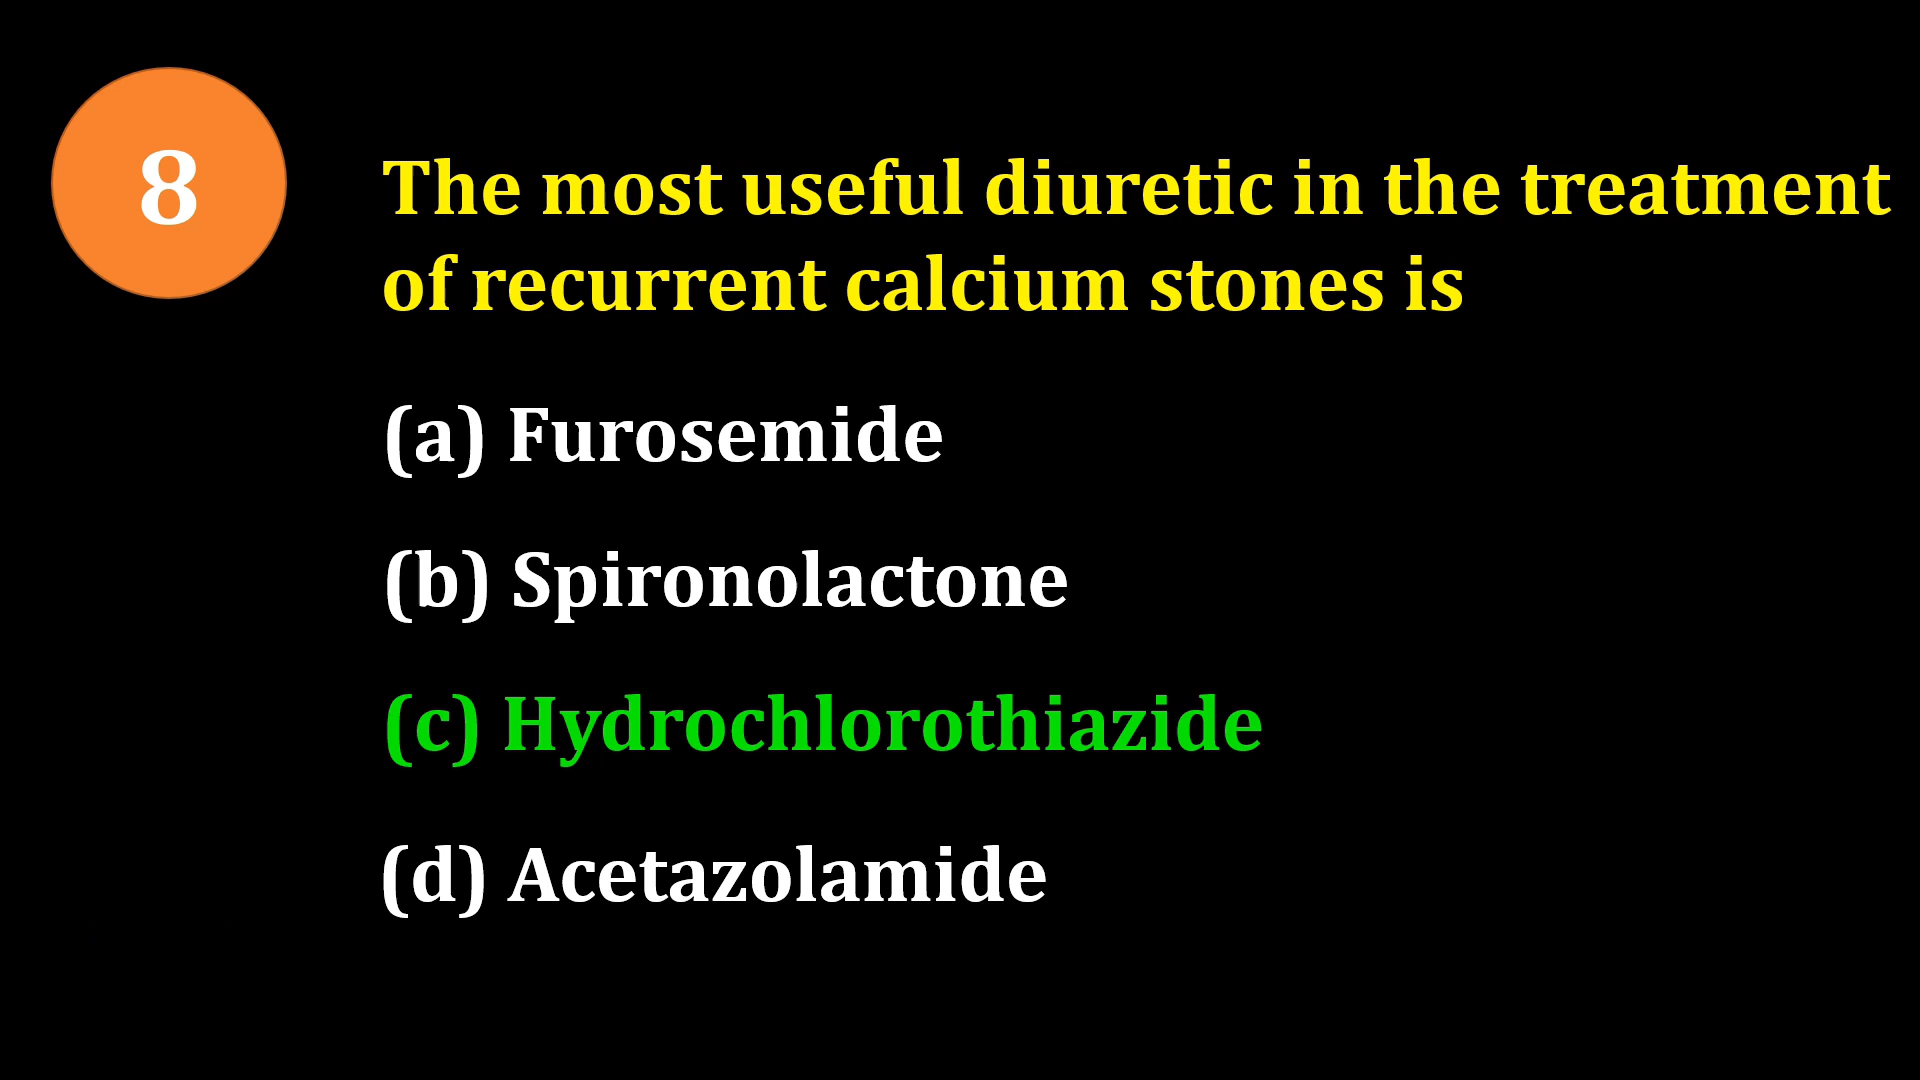 8
The most useful diuretic in the treatment
of recurrent calcium stones is
(a) Furosemide
(b) Spironolactone
(c) Hydrochlorothiazide
(d) Acetazolamide